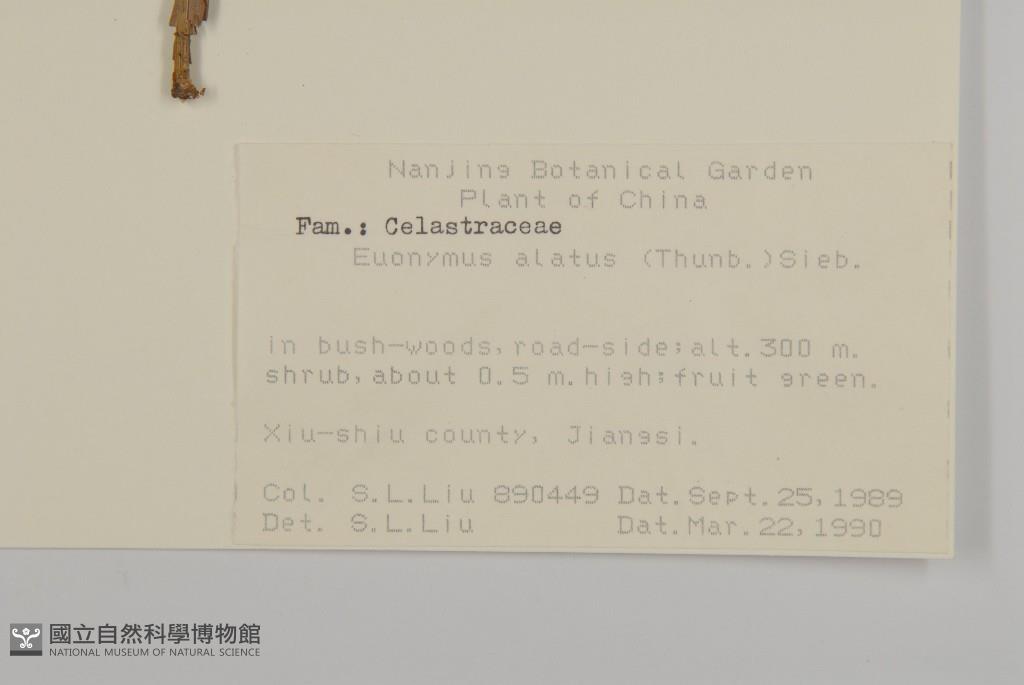 Nanjing Botanical Garden
Plant of China
Fam.: Celastraceae
Euonymus alatus (Thunb.)Sieb.
in bush-woods,road-side;alt.300 m.
shrub,about 0.5 m.high;fruit green.
Xiu-shiu county, Jiangsi.
Col. S.L.Liu 890449 Dat.Sept.25,1989
Det. S.L.Liu Dat.Mar.22,1990
國立自然科學博物館
NATIONAL MUSEUM OF NATURAL SCIENCE